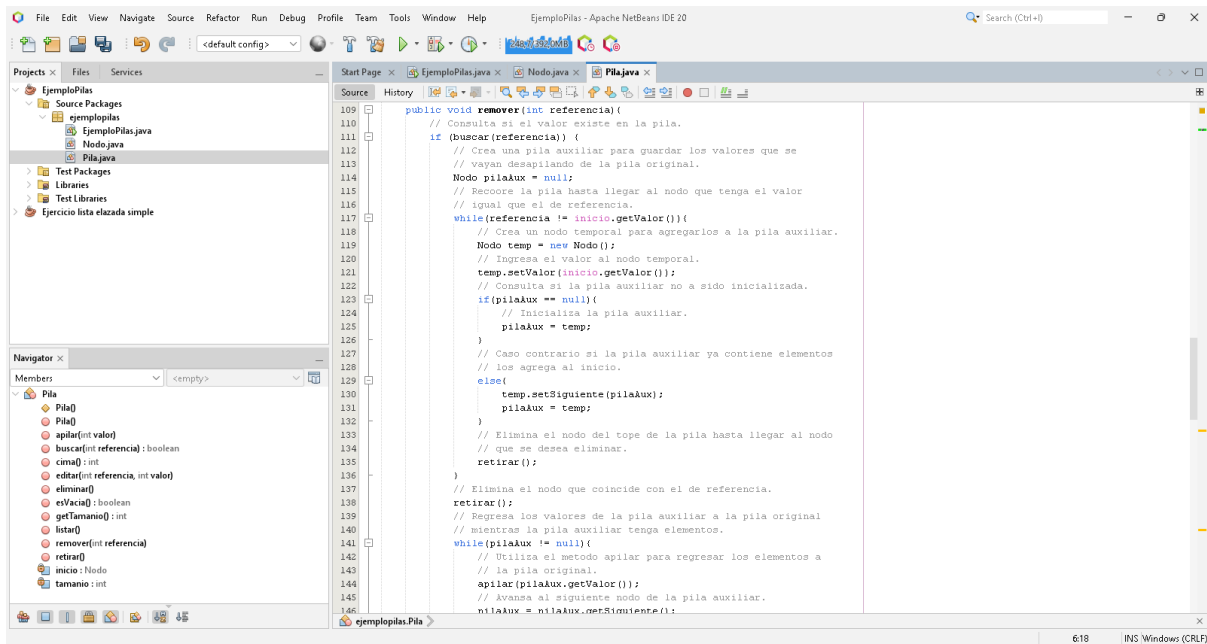 File Edit View Navigate Source Refactor Run Debug Profile Team Tools Window Help EjemploPilas - Apache NetBeans IDE 20 Search (Ctrl+I)
<default config>
Projects Files Services
EjemploPilas
Source Packages
ejemplopilas
EjemploPilas.java
Nodo.java
Pila.java
Test Packages
Libraries
Test Libraries
Ejercicio lista elazada simple
Navigator
Members <empty>
Pila
Pila()
Pila()
apilar(int valor)
buscar(int referencia) : boolean
cima() : int
editar(int referencia, int valor)
eliminar()
esVacia() : boolean
getTamanio() : int
listar()
remover(int referencia)
retirar()
inicio : Nodo
tamanio : int
Start Page EjemploPilas.java Nodo.java Pila.java
Source History
109 public void remover(int referencia){
110 // Consulta si el valor existe en la pila.
111 if (buscar(referencia)) {
112 // Crea una pila auxiliar para guardar los valores que se
113 // vayan desapilando de la pila original.
114 Nodo pilaAux = null;
115 // Recoore la pila hasta llegar al nodo que tenga el valor
116 // igual que el de referencia.
117 while(referencia != inicio.getValor()){
118 // Crea un nodo temporal para agregarlos a la pila auxiliar.
119 Nodo temp = new Nodo();
120 // Ingresa el valor al nodo temporal.
121 temp.setValor(inicio.getValor());
122 // Consulta si la pila auxiliar no a sido inicializada.
123 if(pilaAux == null){
124 // Inicializa la pila auxiliar.
125 pilaAux = temp;
126 }
127 // Caso contrario si la pila auxiliar ya contiene elementos
128 // los agrega al inicio.
129 else{
130 temp.setSiguiente(pilaAux);
131 pilaAux = temp;
132 }
133 // Elimina el nodo del tope de la pila hasta llegar al nodo
134 // que se desea eliminar.
135 retirar();
136 }
137 // Elimina el nodo que coincide con el de referencia.
138 retirar();
139 // Regresa los valores de la pila auxiliar a la pila original
140 // mientras la pila auxiliar tenga elementos.
141 while(pilaAux != null){
142 // Utiliza el metodo apilar para regresar los elementos a
143 // la pila original.
144 apilar(pilaAux.getValor());
145 // Avansa al siguiente nodo de la pila auxiliar.
146 pilaAux = pilaAux.getSiguiente();
ejemplopilas.Pila
6:18 INS Windows (CRLF)